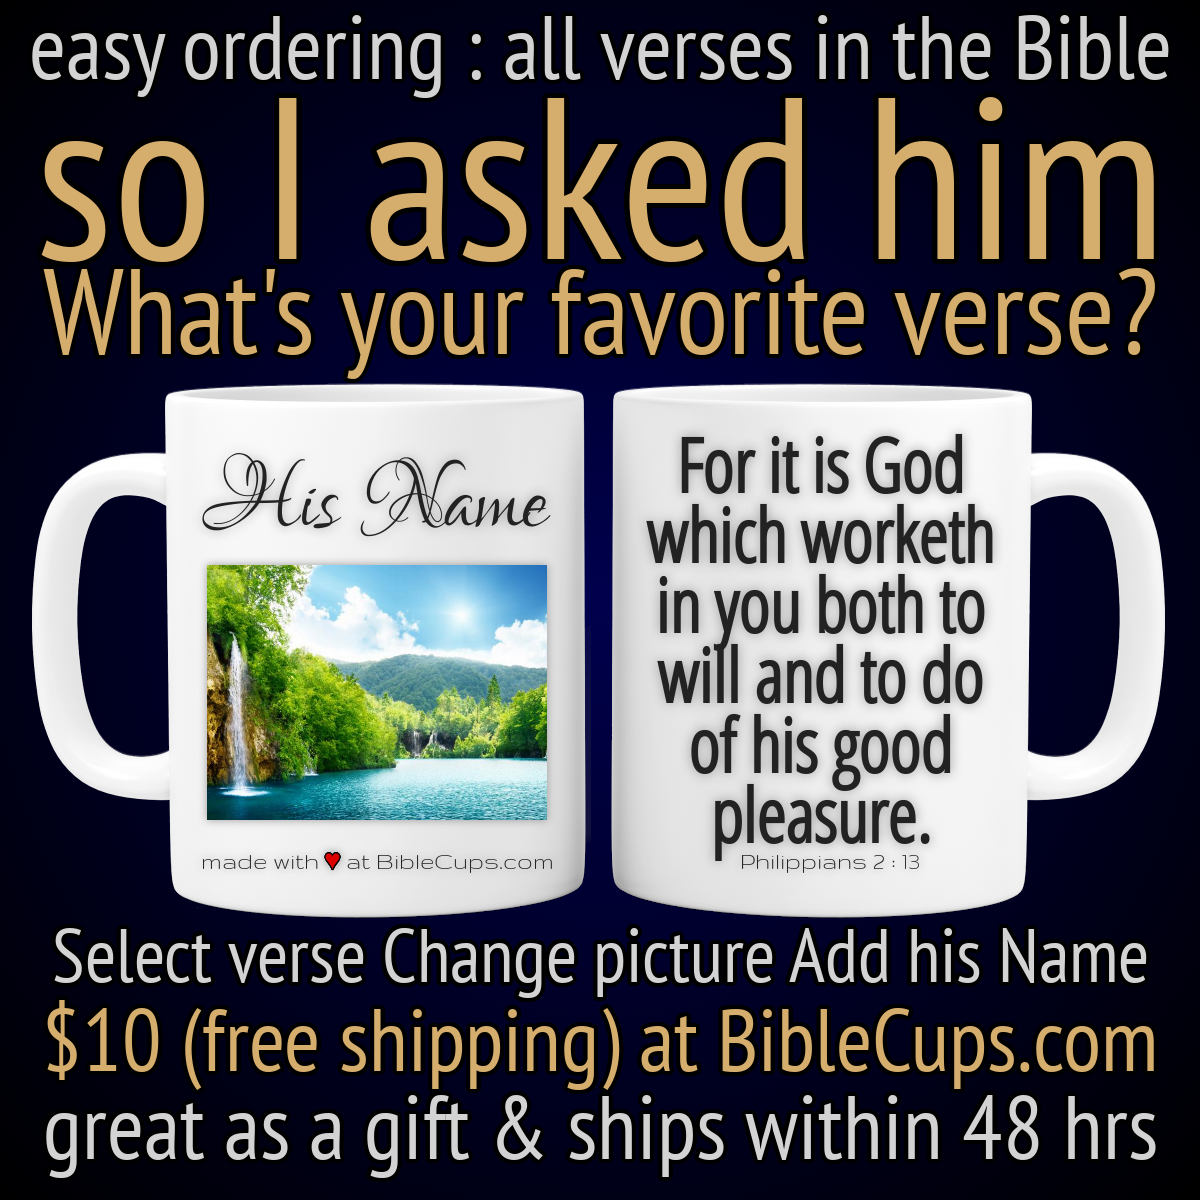 easy ordering : all verses in the Bible
so I asked him
What's your favorite verse?
His Name
made with ♥ at BibleCups.com
For it is God
which worketh
in you both to
will and to do
of his good
pleasure.
Philippians 2 : 13
Select verse Change picture Add his Name
$10 (free shipping) at BibleCups.com
great as a gift & ships within 48 hrs